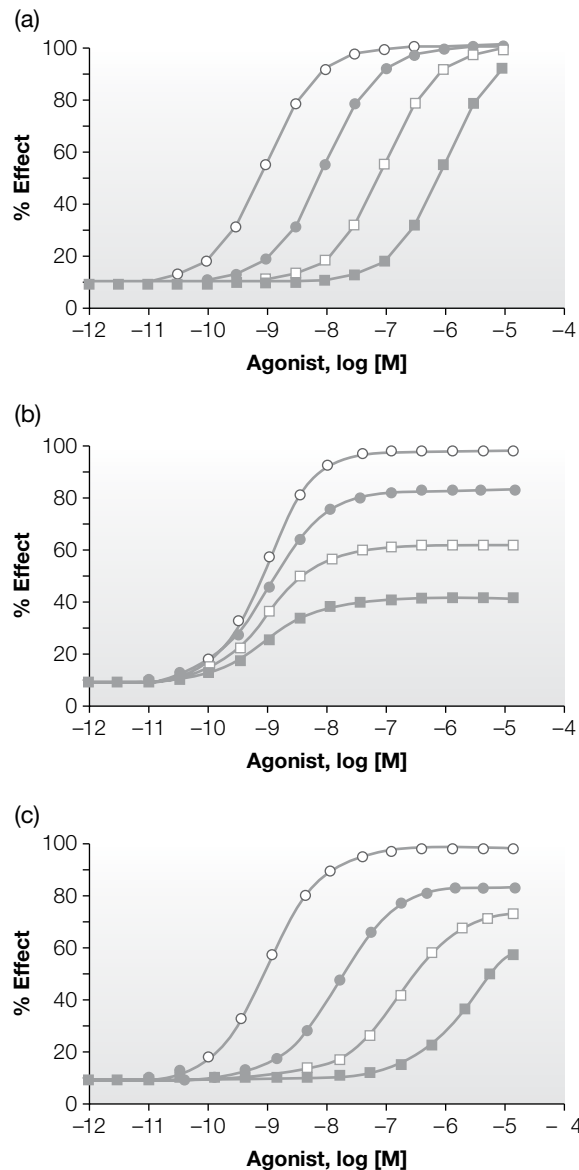 (a)
% Effect
100
80
60
40
20
0
–12 –11 –10 –9 –8 –7 –6 –5 –4
Agonist, log [M]
(b)
% Effect
100
80
60
40
20
0
–12 –11 –10 –9 –8 –7 –6 –5 –4
Agonist, log [M]
(c)
% Effect
100
80
60
40
20
0
–12 –11 –10 –9 –8 –7 –6 –5 – 4
Agonist, log [M]